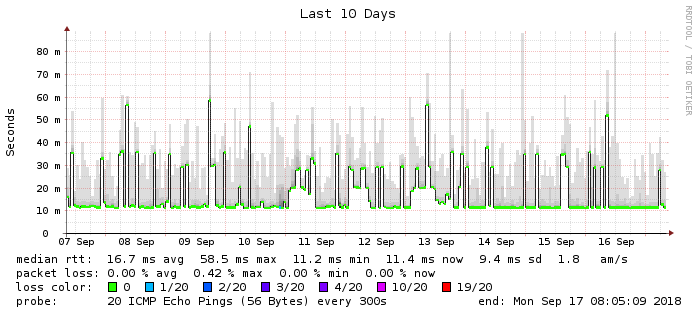 Last 10 Days
RRDTOOL / TOBI OETIKER
Seconds
80 m
70 m
60 m
50 m
40 m
30 m
20 m
10 m
0
07 Sep 08 Sep 09 Sep 10 Sep 11 Sep 12 Sep 13 Sep 14 Sep 15 Sep 16 Sep
median rtt: 16.7 ms avg 58.5 ms max 11.2 ms min 11.4 ms now 9.4 ms sd 1.8 am/s
packet loss: 0.00 % avg 0.42 % max 0.00 % min 0.00 % now
loss color: 0 1/20 2/20 3/20 4/20 10/20 19/20
probe: 20 ICMP Echo Pings (56 Bytes) every 300s end: Mon Sep 17 08:05:09 2018